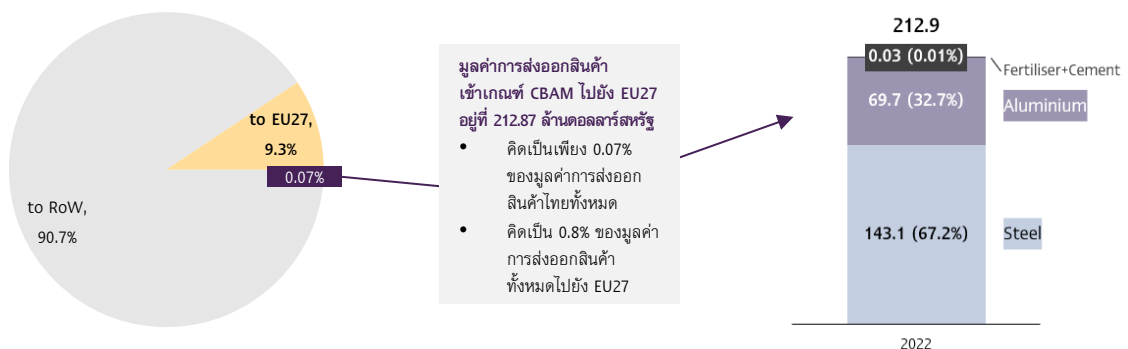 to EU27,
9.3%
0.07%
to RoW,
90.7%
มูลค่าการส่งออกสินค้า
เข้าเกณฑ์ CBAM ไปยัง EU27
อยู่ที่ 212.87 ล้านดอลลาร์สหรัฐ
• คิดเป็นเพียง 0.07%
ของมูลค่าการส่งออก
สินค้าไทยทั้งหมด
• คิดเป็น 0.8% ของมูลค่า
การส่งออกสินค้า
ทั้งหมดไปยัง EU27
212.9
0.03 (0.01%)
Fertiliser+Cement
69.7 (32.7%)
Aluminium
143.1 (67.2%)
Steel
2022